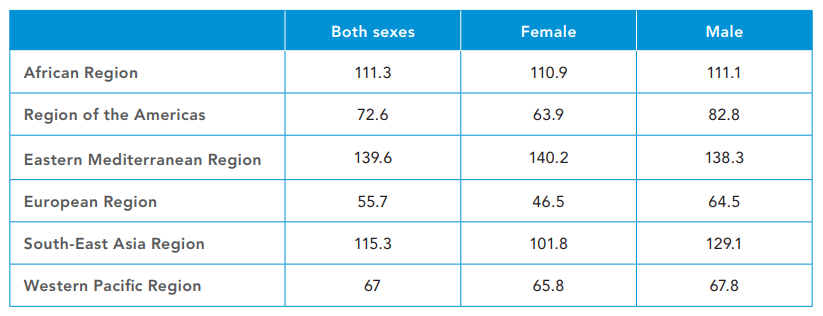 Both sexes Female Male
African Region 111.3 110.9 111.1
Region of the Americas 72.6 63.9 82.8
Eastern Mediterranean Region 139.6 140.2 138.3
European Region 55.7 46.5 64.5
South-East Asia Region 115.3 101.8 129.1
Western Pacific Region 67 65.8 67.8